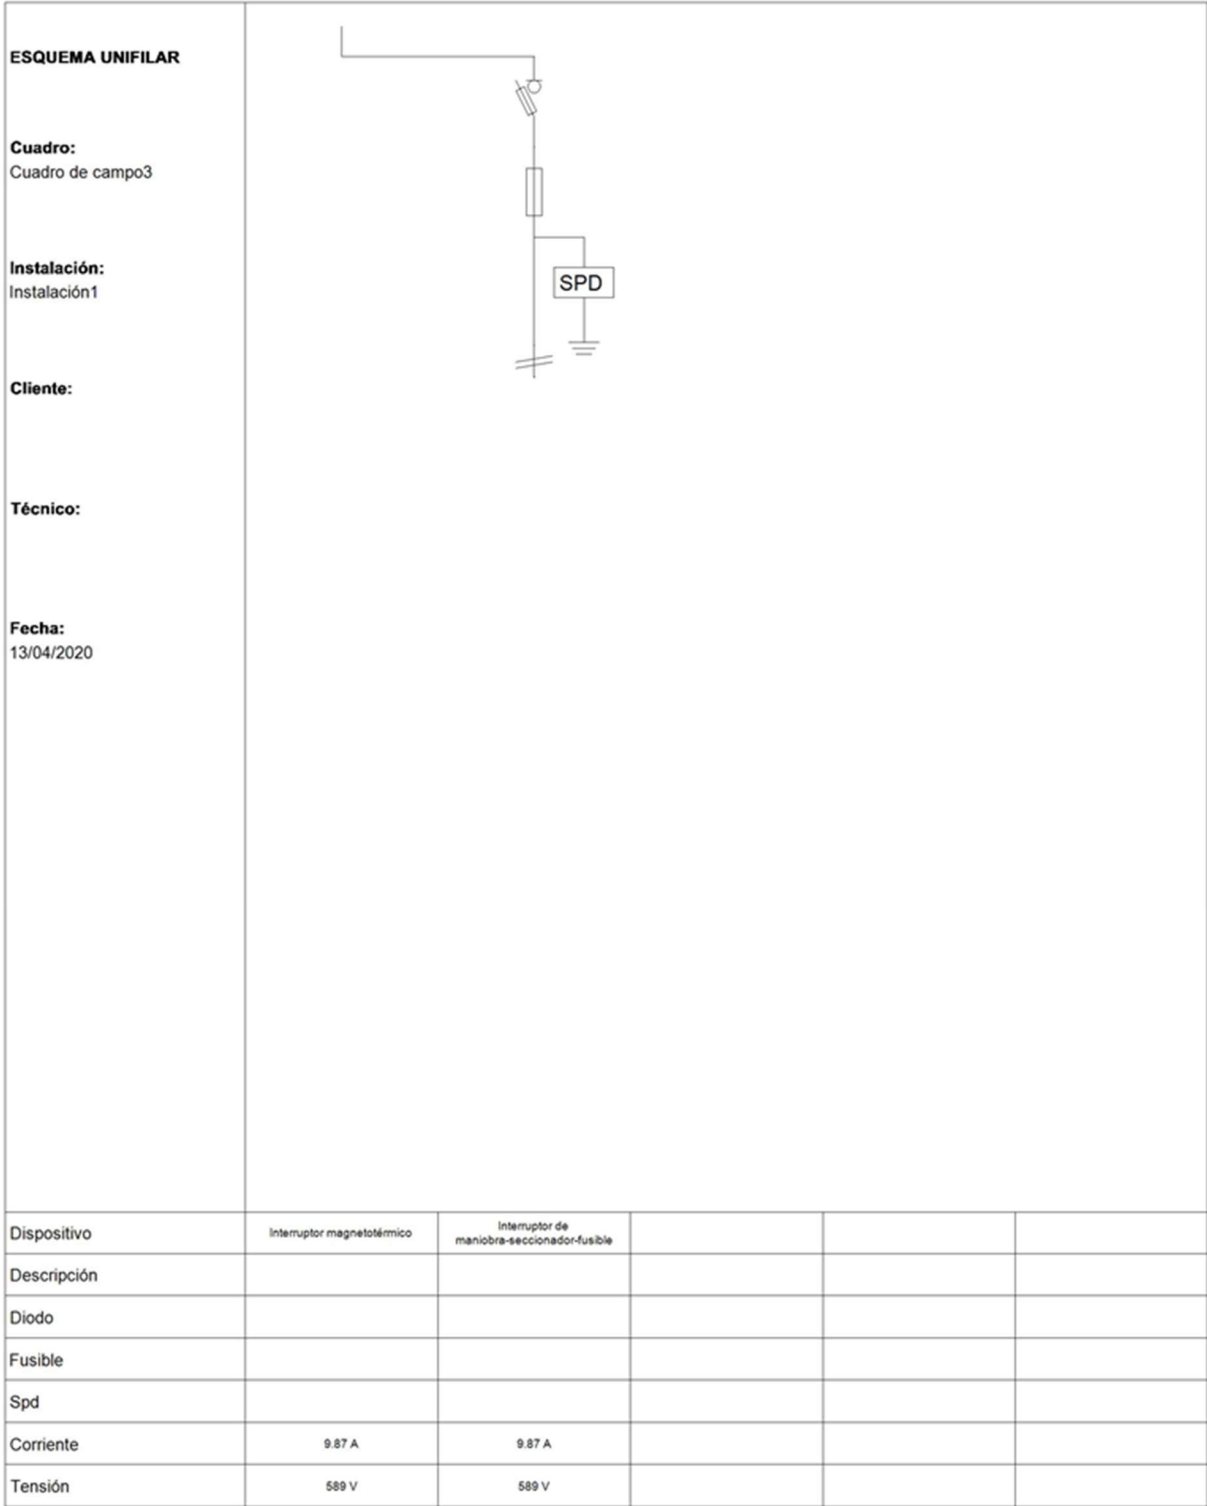 ESQUEMA UNIFILAR
Cuadro:
Cuadro de campo3
Instalación:
Instalación1
SPD
Cliente:
Técnico:
Fecha:
13/04/2020
Dispositivo
Interruptor magnetotérmico
Interruptor de
maniobra-seccionador-fusible
Descripción
Diodo
Fusible
Spd
Corriente
9.87 A
9.87 A
Tensión
589 V
589 V